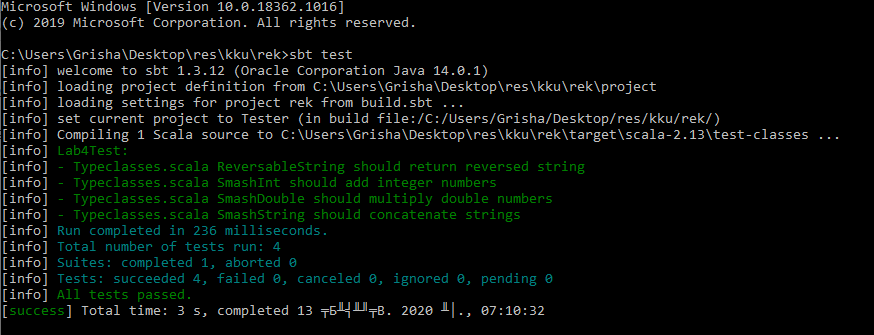 Microsoft Windows [Version 10.0.18362.1016]
(c) 2019 Microsoft Corporation. All rights reserved.
C:\Users\Grisha\Desktop\res\kku\rek>sbt test
[info] welcome to sbt 1.3.12 (Oracle Corporation Java 14.0.1)
[info] loading project definition from C:\Users\Grisha\Desktop\res\kku\rek\project
[info] loading settings for project rek from build.sbt ...
[info] set current project to Tester (in build file:/C:/Users/Grisha/Desktop/res/kku/rek/)
[info] Compiling 1 Scala source to C:\Users\Grisha\Desktop\res\kku\rek\target\scala-2.13\test-classes ...
[info] Lab4Test:
[info] - Typeclasses.scala ReversableString should return reversed string
[info] - Typeclasses.scala SmashInt should add integer numbers
[info] - Typeclasses.scala SmashDouble should multiply double numbers
[info] - Typeclasses.scala SmashString should concatenate strings
[info] Run completed in 236 milliseconds.
[info] Total number of tests run: 4
[info] Suites: completed 1, aborted 0
[info] Tests: succeeded 4, failed 0, canceled 0, ignored 0, pending 0
[info] All tests passed.
[success] Total time: 3 s, completed 13 ╤Б╨╡╨╜╤В. 2020 ╨│., 07:10:32